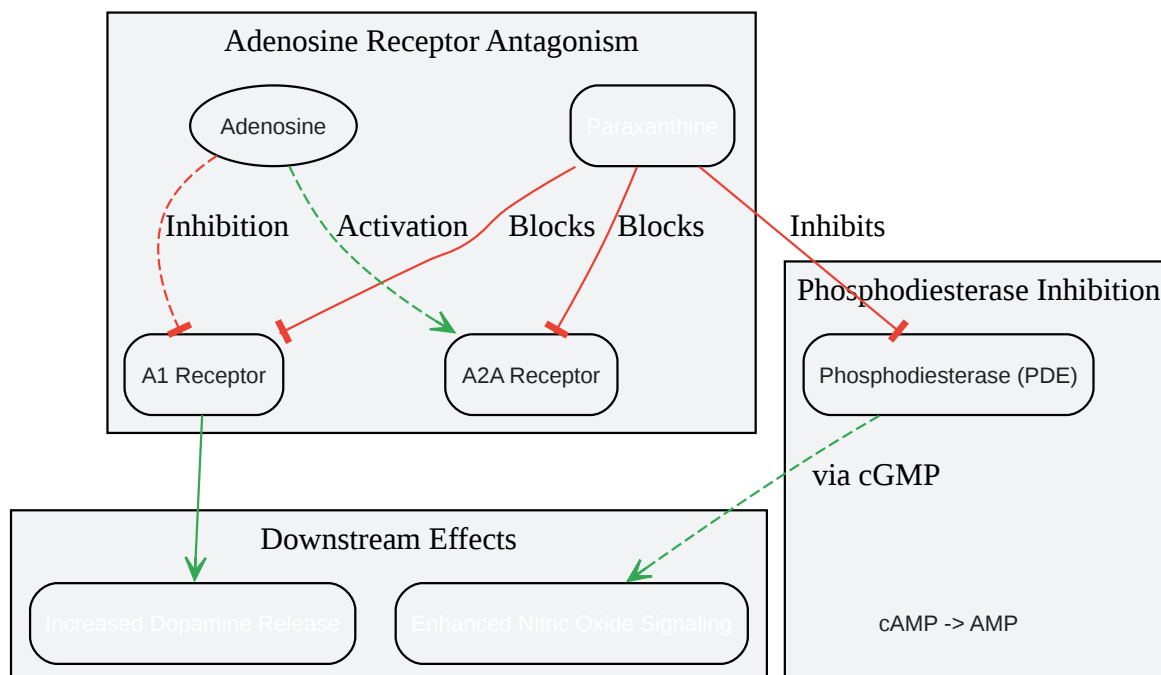 Adenosine Receptor Antagonism
Adenosine
Paraxanthine
Inhibition
Activation
Blocks
Blocks
Inhibits
Phosphodiesterase Inhibition
A1 Receptor
A2A Receptor
Phosphodiesterase (PDE)
via cGMP
Downstream Effects
Increased Dopamine Release
Enhanced Nitric Oxide Signaling
cAMP -> AMP